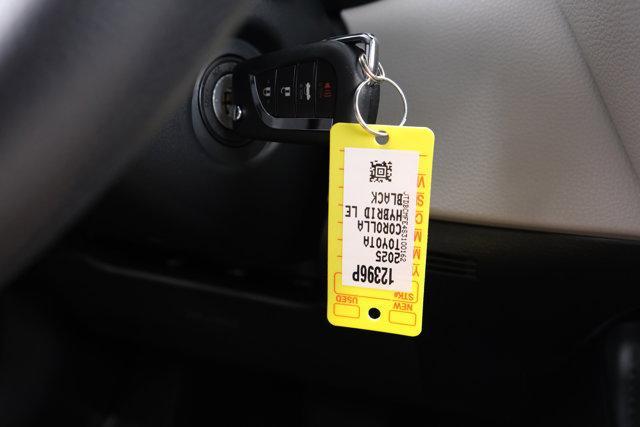 NEW
USED
STK#
12396P
2025
TOYOTA
COROLLA
HYBRID LE
BLACK
Y
M
M
C
S